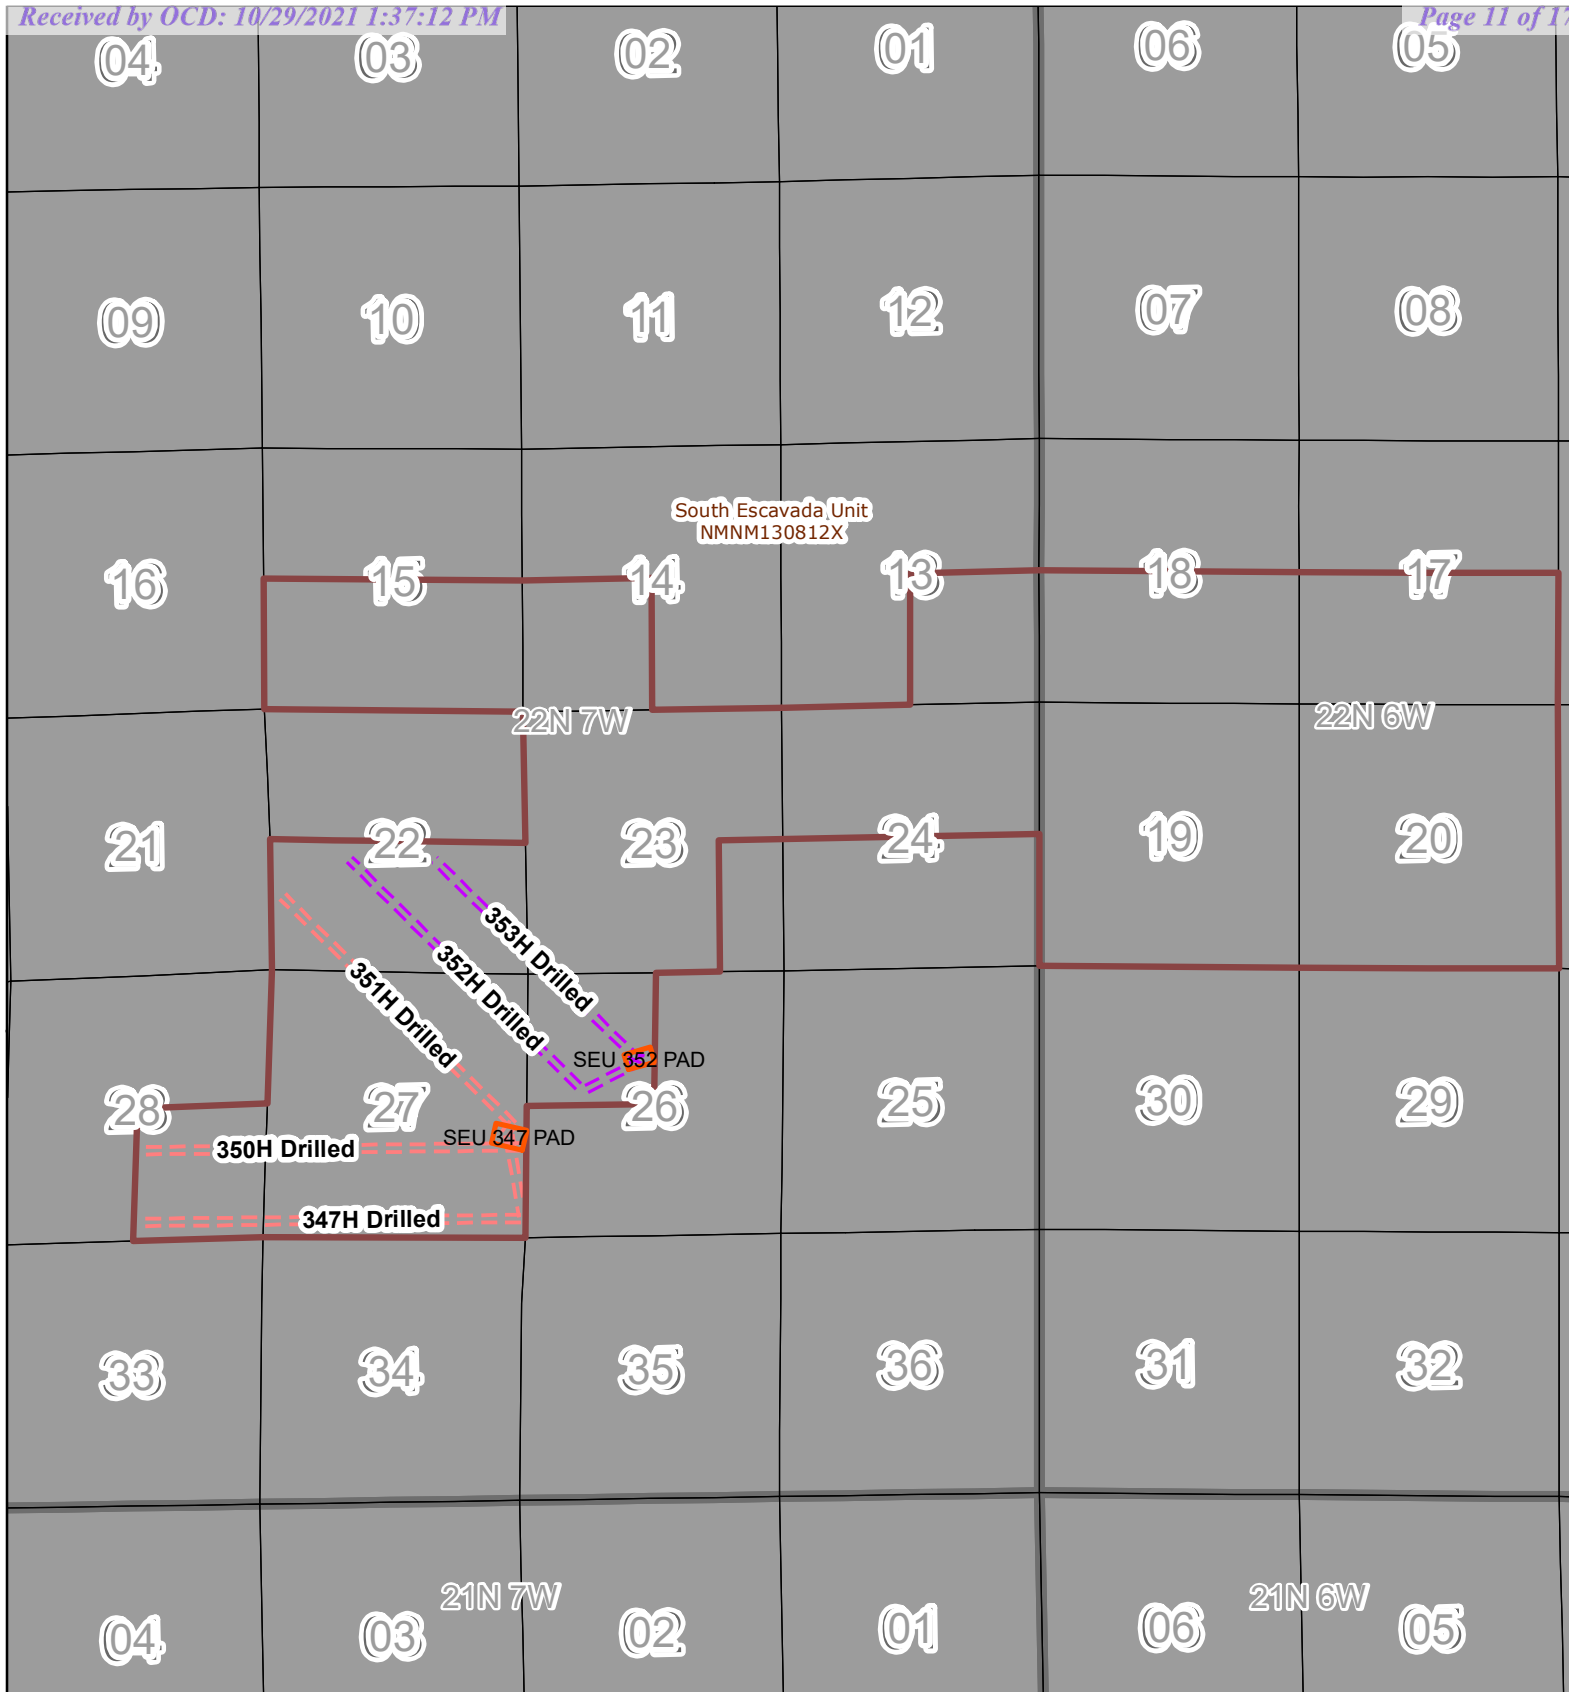 Received by OCD: 10/29/2021 1:37:12 PM
Page 11 of 17
04 03 02 01 06 05
09 10 11 12 07 08
South Escavada Unit
NMNM130812X
16 15 14 13 18 17
22N 7W
22N 6W
21 22 23 24 19 20
353H Drilled
352H Drilled
351H Drilled
SEU 352 PAD
28 27 26 25 30 29
SEU 347 PAD
350H Drilled
347H Drilled
33 34 35 36 31 32
21N 7W
21N 6W
04 03 02 01 06 05